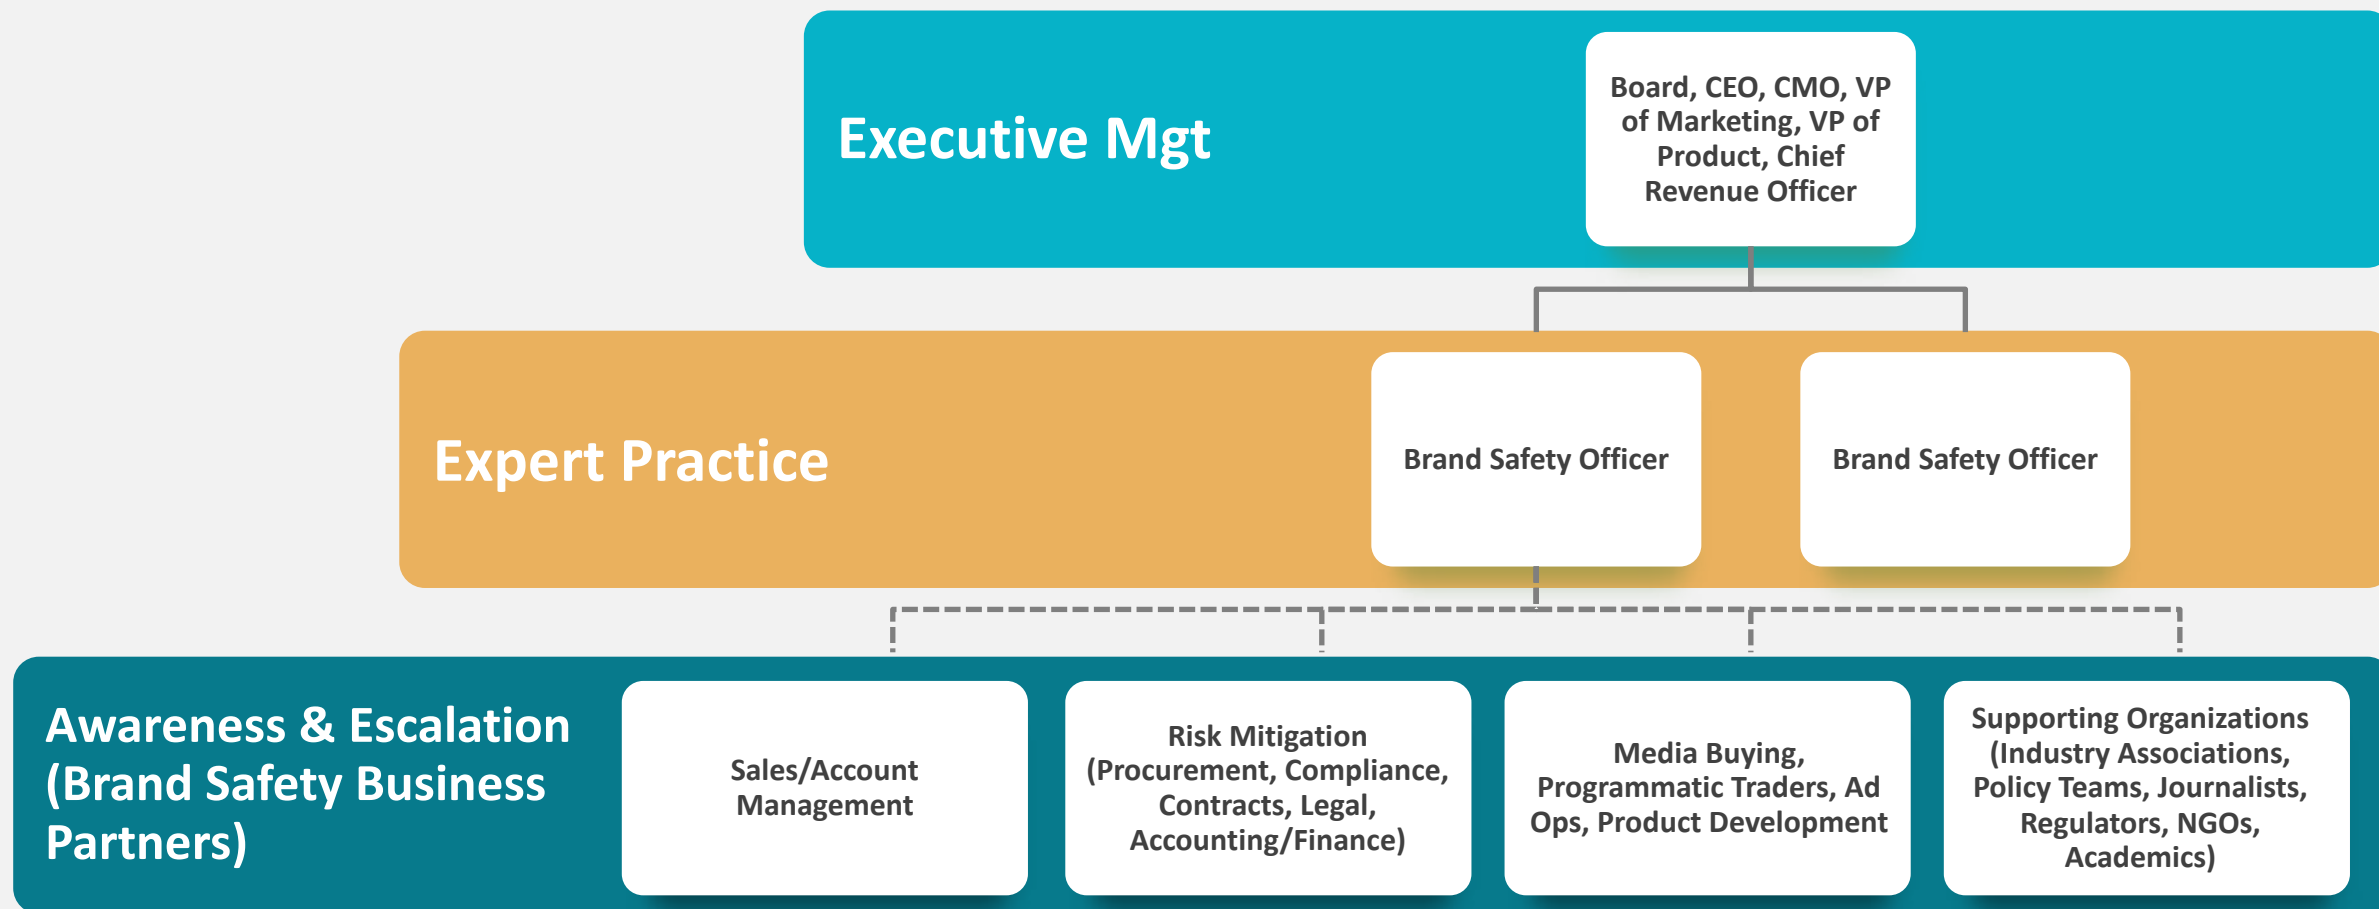 Executive Mgt
Board, CEO, CMO, VP
of Marketing, VP of
Product, Chief
Revenue Officer
Expert Practice
Brand Safety Officer
Brand Safety Officer
Awareness & Escalation
(Brand Safety Business
Partners)
Sales/Account
Management
Risk Mitigation
(Procurement, Compliance,
Contracts, Legal,
Accounting/Finance)
Media Buying,
Programmatic Traders, Ad
Ops, Product Development
Supporting Organizations
(Industry Associations,
Policy Teams, Journalists,
Regulators, NGOs,
Academics)